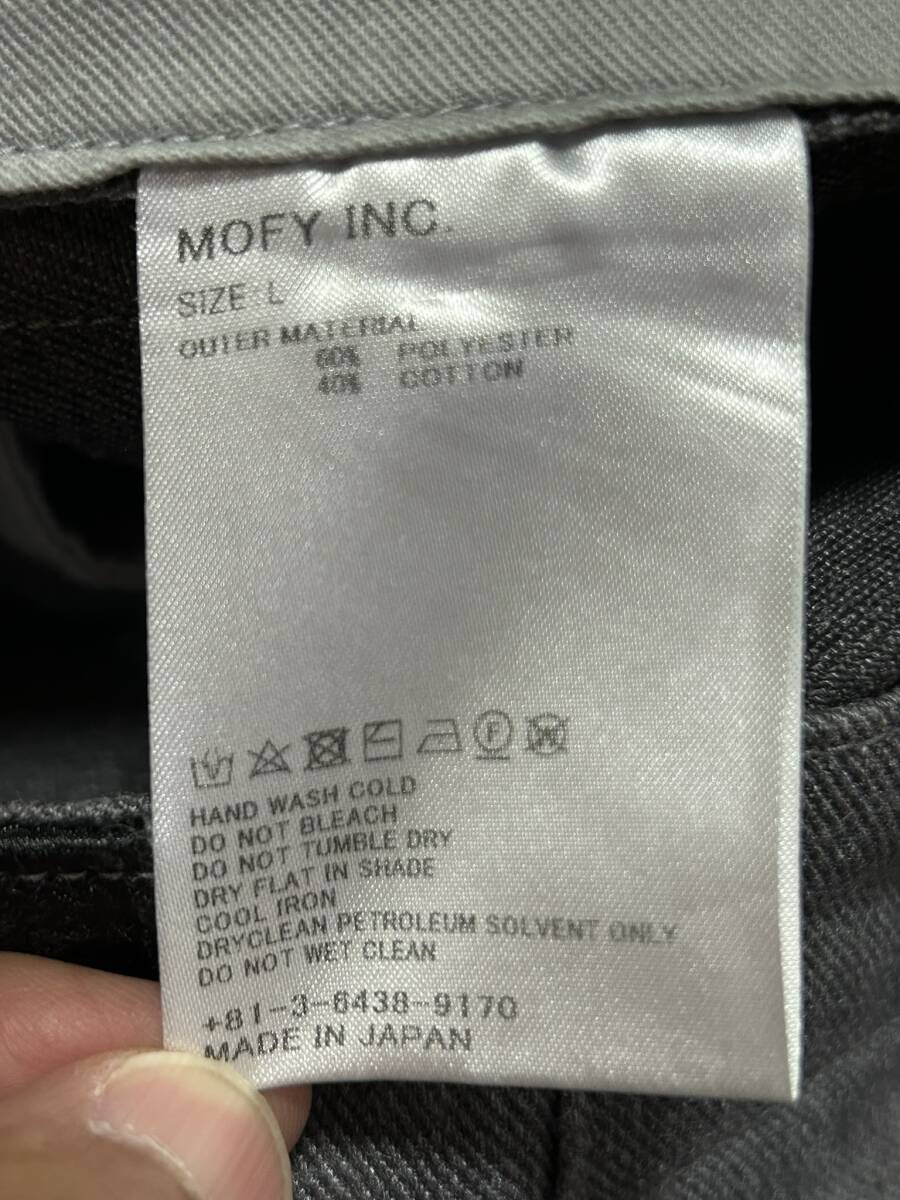 MOFY INC.
SIZE L
OUTER MATERIAL
60% POLYESTER
40% COTTON
F
W
HAND WASH COLD
DO NOT BLEACH
DO NOT TUMBLE DRY
DRY FLAT IN SHADE
COOL IRON
DRYCLEAN PETROLEUM SOLVENT ONLY
DO NOT WET CLEAN
+81-3-6438-9170
MADE IN JAPAN